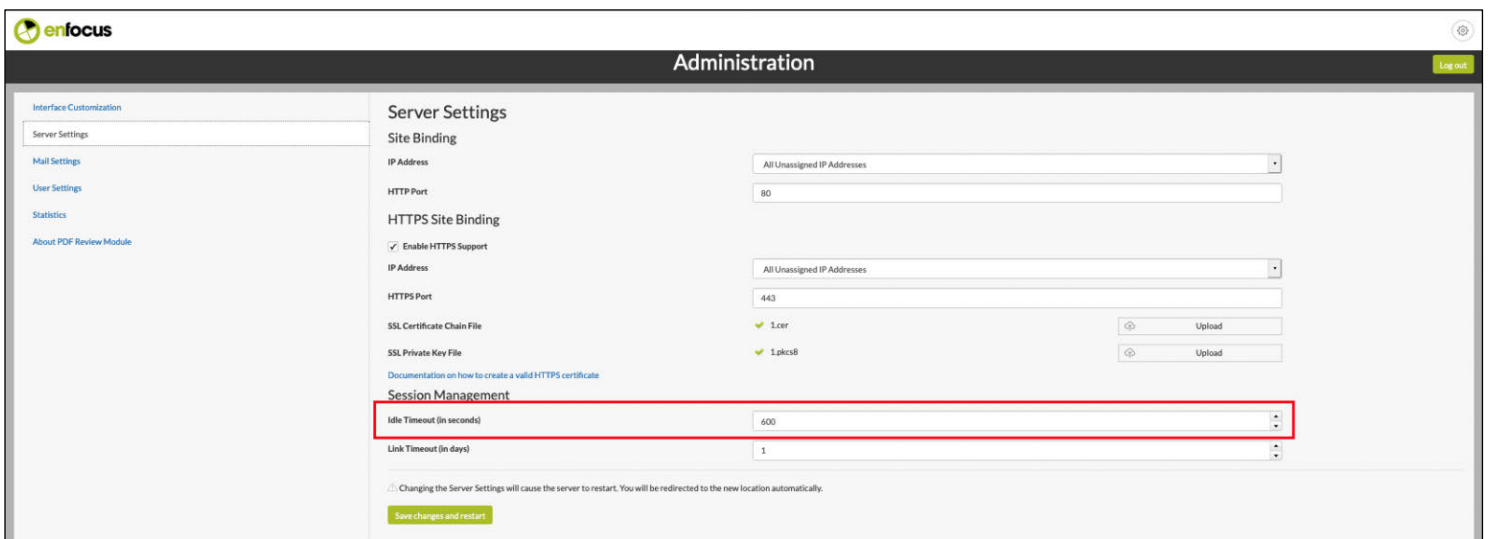 enfocus
Administration
Log out
Interface Customization
Server Settings
Mail Settings
User Settings
Statistics
About PDF Review Module
Server Settings
Site Binding
IP Address All Unassigned IP Addresses
HTTP Port 80
HTTPS Site Binding
Enable HTTPS Support
IP Address All Unassigned IP Addresses
HTTPS Port 443
SSL Certificate Chain File 1.cer Upload
SSL Private Key File 1.pkcs8 Upload
Documentation on how to create a valid HTTPS certificate
Session Management
Idle Timeout (in seconds) 600
Link Timeout (in days) 1
Changing the Server Settings will cause the server to restart. You will be redirected to the new location automatically.
Save changes and restart